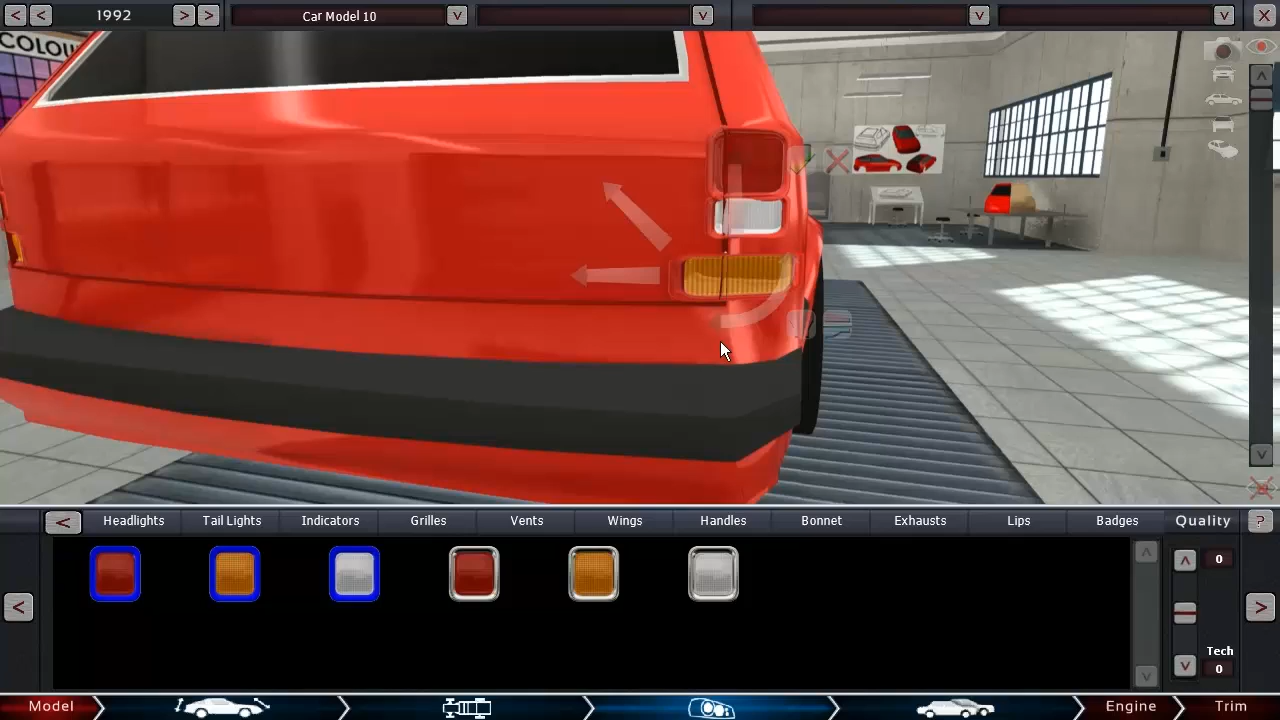 1992
Car Model 10
COLOU
Headlights
Tail Lights
Indicators
Grilles
Vents
Wings
Handles
Bonnet
Exhausts
Lips
Badges
Quality
?
0
Tech
0
Model
Engine
Trim